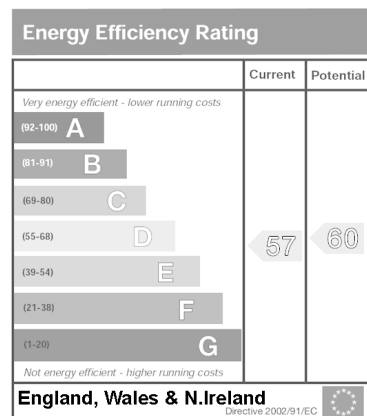 Energy Efficiency Rating
Current Potential
Very energy efficient - lower running costs
(92-100) A
(81-91) B
(69-80) C
(55-68) D
57 60
(39-54) E
(21-38) F
(1-20) G
Not energy efficient - higher running costs
England, Wales & N.Ireland
Directive 2002/91/EC